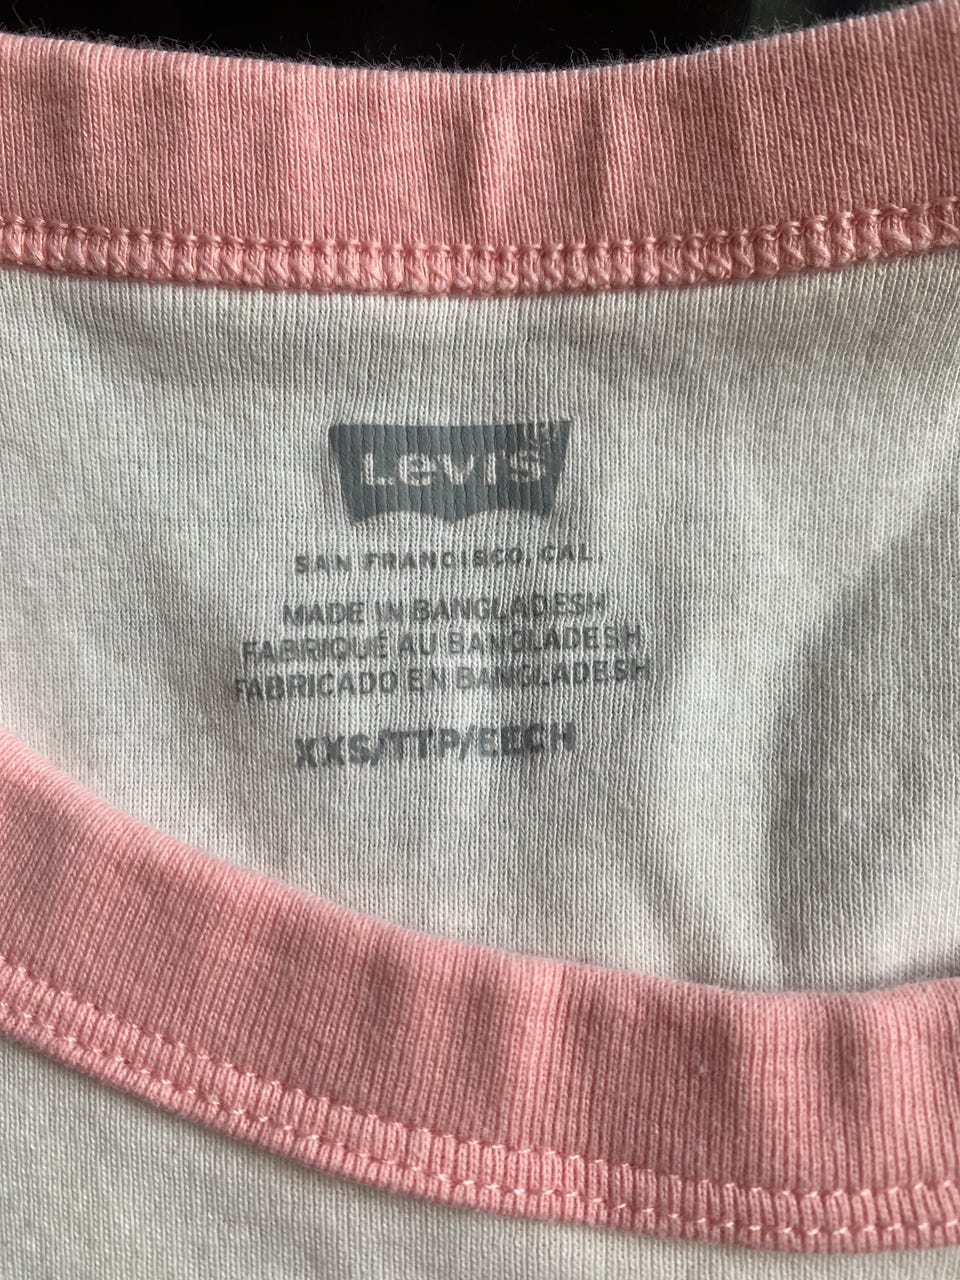 Levi's
SAN FRANCISCO, CAL.
MADE IN BANGLADESH
FABRIQUÉ AU BANGLADESH
FABRICADO EN BANGLADESH
XXS/TTP/EECH